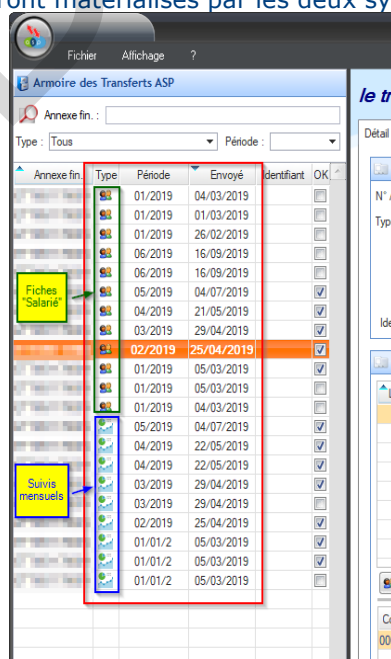 ront matérialisés par les deux sy
Fichier Affichage ?
Armoire des Transferts ASP
le tr
Annexe fin. :
Détail
Type : Tous Période :
Annexe fin. Type Période Envoyé Identifiant OK
N° /
01/2019 04/03/2019
01/2019 01/03/2019
Typ
01/2019 26/02/2019
06/2019 16/09/2019
06/2019 16/09/2019
Fiches
"Salarié"
05/2019 04/07/2019
04/2019 21/05/2019
Ide
03/2019 29/04/2019
02/2019 25/04/2019
01/2019 05/03/2019
01/2019 05/03/2019
01/2019 04/03/2019
05/2019 04/07/2019
04/2019 22/05/2019
04/2019 22/05/2019
Suivis
mensuels
03/2019 29/04/2019
03/2019 29/04/2019
02/2019 25/04/2019
01/01/2 05/03/2019
01/01/2 05/03/2019
01/01/2 05/03/2019
Co
00